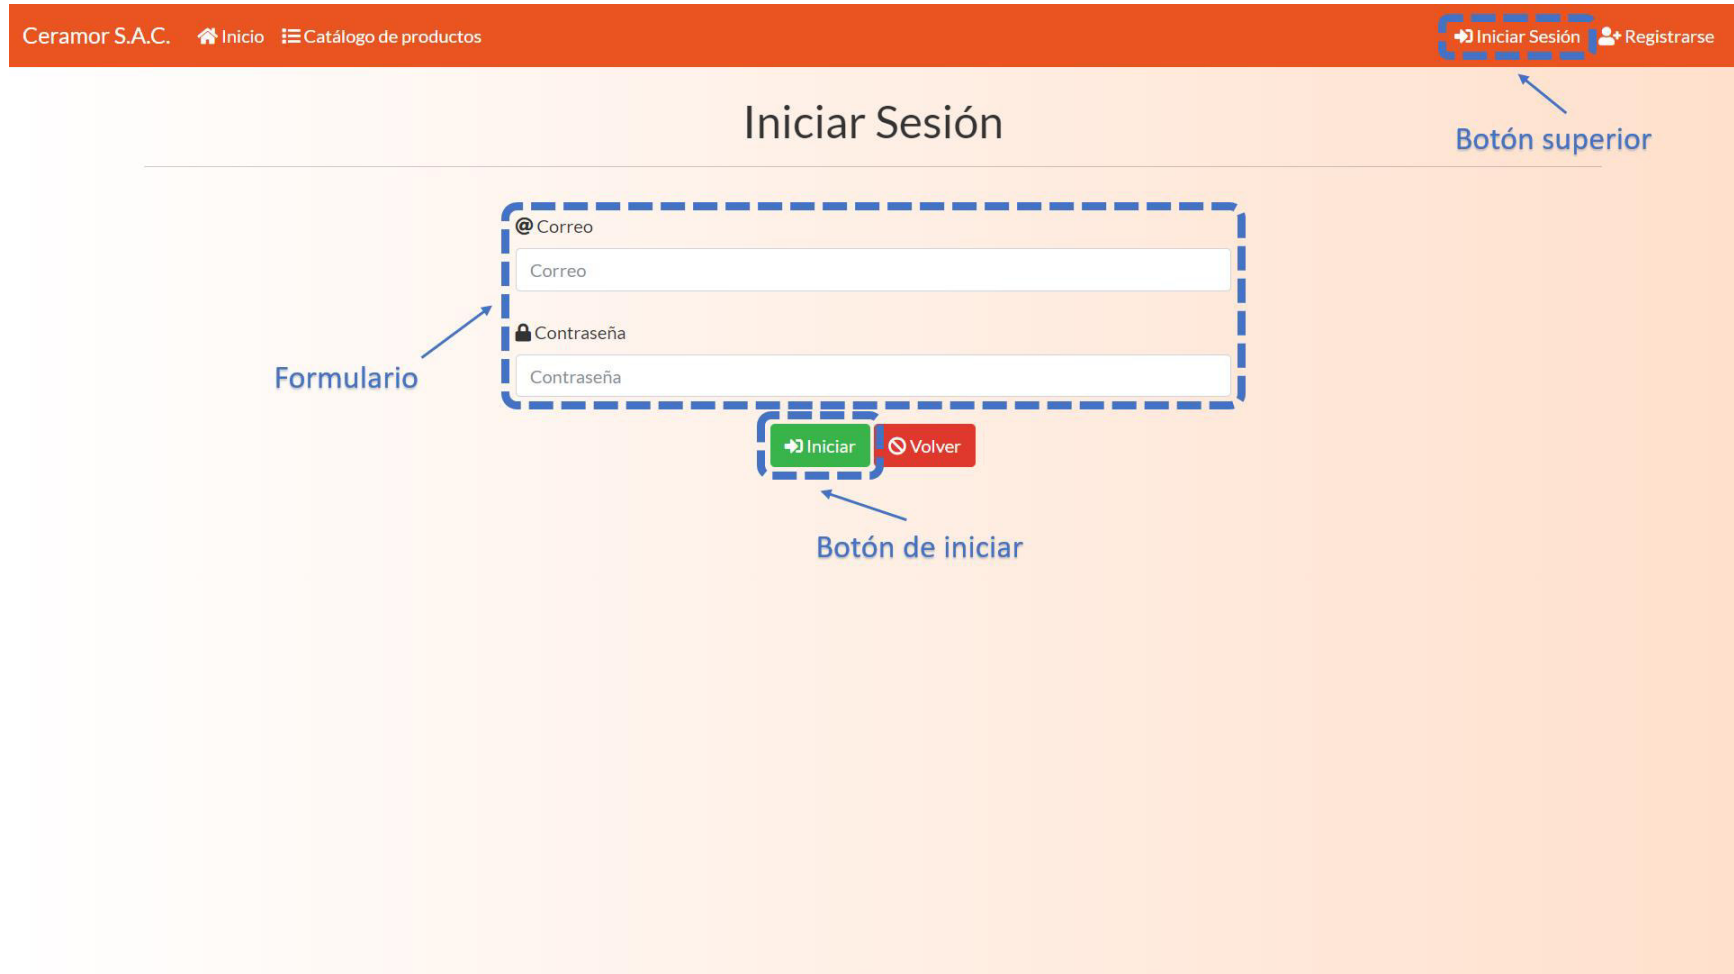 Ceramor S.A.C. Inicio Catálogo de productos Iniciar Sesión Registrarse
Iniciar Sesión
Botón superior
@ Correo
Correo
Contraseña
Formulario
Contraseña
Iniciar Volver
Botón de iniciar